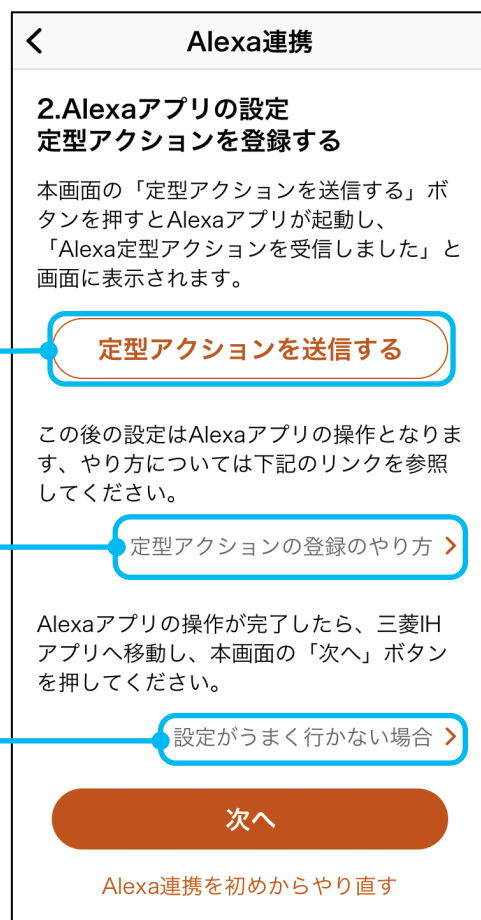 Alexa連携
2.Alexaアプリの設定
定型アクションを登録する
本画面の「定型アクションを送信する」ボ
タンを押すとAlexaアプリが起動し、
「Alexa定型アクションを受信しました」と
画面に表示されます。
定型アクションを送信する
この後の設定はAlexaアプリの操作となりま
す、やり方については下記のリンクを参照
してください。
定型アクションの登録のやり方
Alexaアプリの操作が完了したら、三菱IH
アプリへ移動し、本画面の「次へ」ボタン
を押してください。
設定がうまく行かない場合
次へ
Alexa連携を初めからやり直す